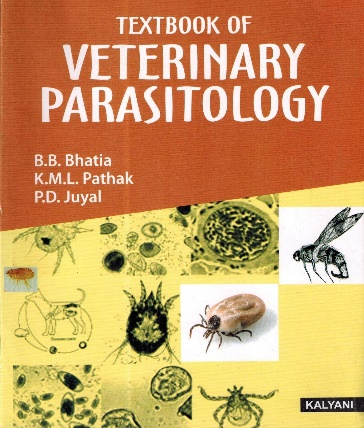 TEXTBOOK OF
VETERINARY
PARASITOLOGY
B.B. Bhatia
K.M.L. Pathak
P.D. Juyal
KALYANI